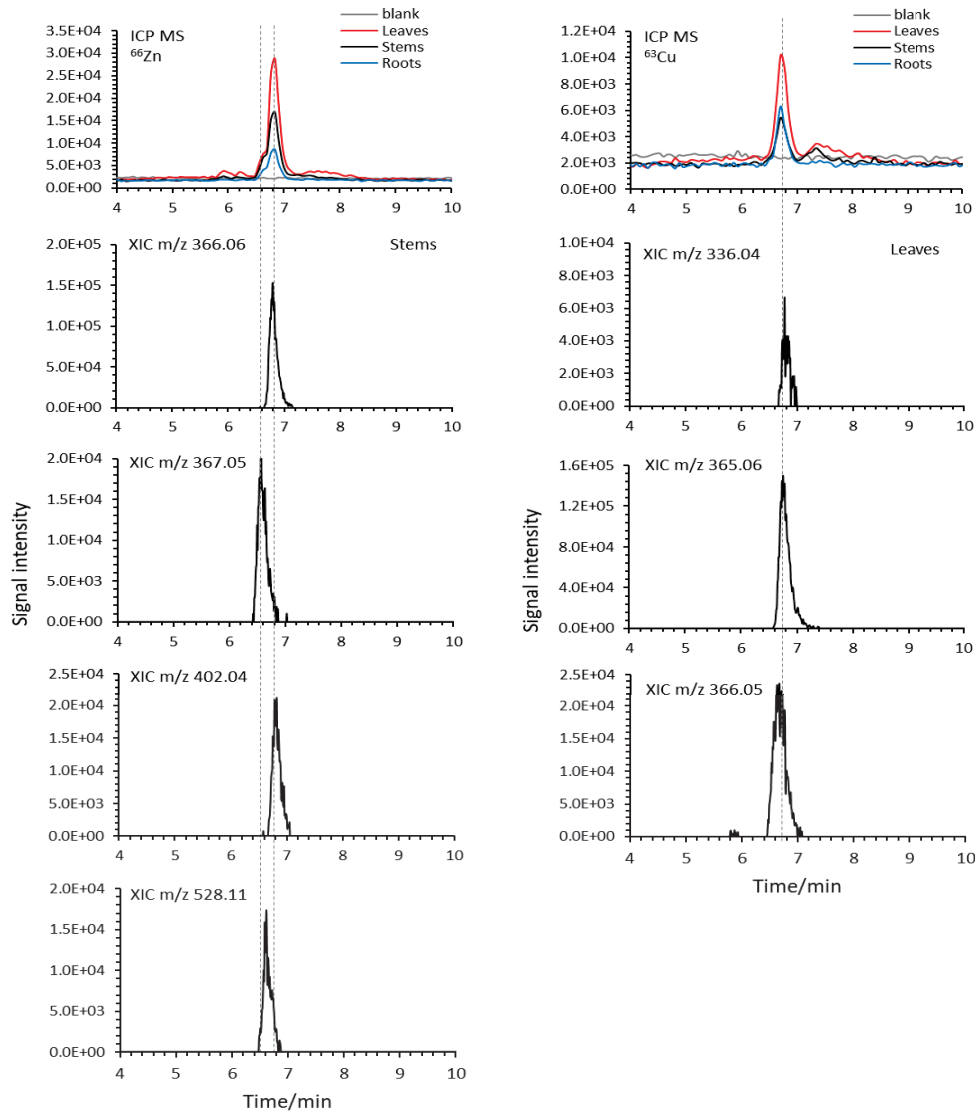 ICP MS
⁶⁶Zn
blank
Leaves
Stems
Roots
3.5E+04
3.0E+04
2.5E+04
2.0E+04
1.5E+04
1.0E+04
5.0E+03
0.0E+00
4 5 6 7 8 9 10
XIC m/z 366.06
Stems
2.0E+05
1.5E+05
1.0E+05
5.0E+04
0.0E+00
4 5 6 7 8 9 10
XIC m/z 367.05
2.0E+04
1.5E+04
1.0E+04
5.0E+03
0.0E+00
4 5 6 7 8 9 10
Signal intensity
XIC m/z 402.04
2.5E+04
2.0E+04
1.5E+04
1.0E+04
5.0E+03
0.0E+00
4 5 6 7 8 9 10
XIC m/z 528.11
2.0E+04
1.5E+04
1.0E+04
5.0E+03
0.0E+00
4 5 6 7 8 9 10
Time/min
ICP MS
⁶³Cu
blank
Leaves
Stems
Roots
1.2E+04
1.0E+04
8.0E+03
6.0E+03
4.0E+03
2.0E+03
0.0E+00
4 5 6 7 8 9 10
XIC m/z 336.04
Leaves
1.0E+04
8.0E+03
6.0E+03
4.0E+03
2.0E+03
0.0E+00
4 5 6 7 8 9 10
XIC m/z 365.06
1.6E+05
1.2E+05
8.0E+04
4.0E+04
0.0E+00
4 5 6 7 8 9 10
Signal intensity
XIC m/z 366.05
2.5E+04
2.0E+04
1.5E+04
1.0E+04
5.0E+03
0.0E+00
4 5 6 7 8 9 10
Time/min